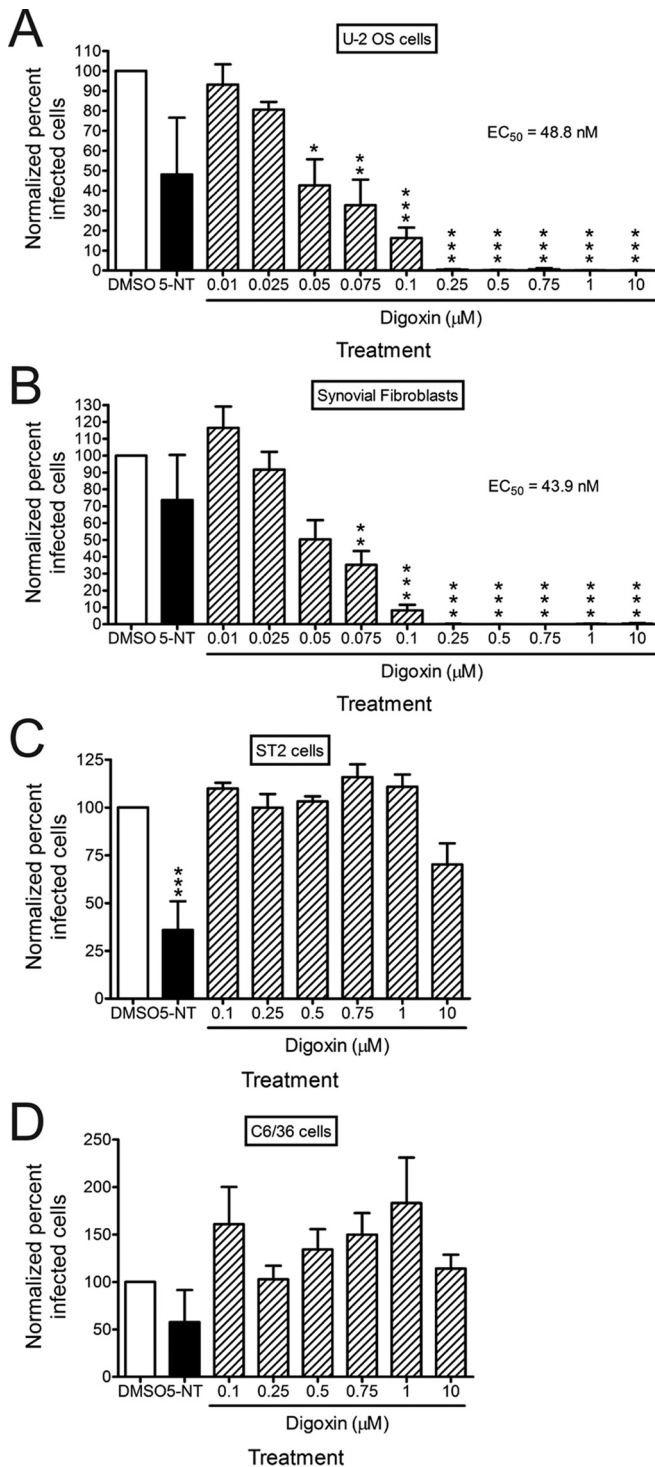 A
U-2 OS cells
Normalized percent
infected cells
110
100
90
80
70
60
50
40
30
20
10
0
EC50 = 48.8 nM
*
**
***
***
***
***
***
***
DMSO 5-NT 0.01 0.025 0.05 0.075 0.1 0.25 0.5 0.75 1 10
Digoxin (μM)
Treatment
B
Synovial Fibroblasts
Normalized percent
infected cells
130
120
110
100
90
80
70
60
50
40
30
20
10
0
EC50 = 43.9 nM
**
***
***
***
***
***
***
DMSO 5-NT 0.01 0.025 0.05 0.075 0.1 0.25 0.5 0.75 1 10
Digoxin (μM)
Treatment
C
ST2 cells
Normalized percent
infected cells
125
100
75
50
25
0
***
DMSO 5-NT 0.1 0.25 0.5 0.75 1 10
Digoxin (μM)
Treatment
D
C6/36 cells
Normalized percent
infected cells
250
200
150
100
50
0
DMSO 5-NT 0.1 0.25 0.5 0.75 1 10
Digoxin (μM)
Treatment